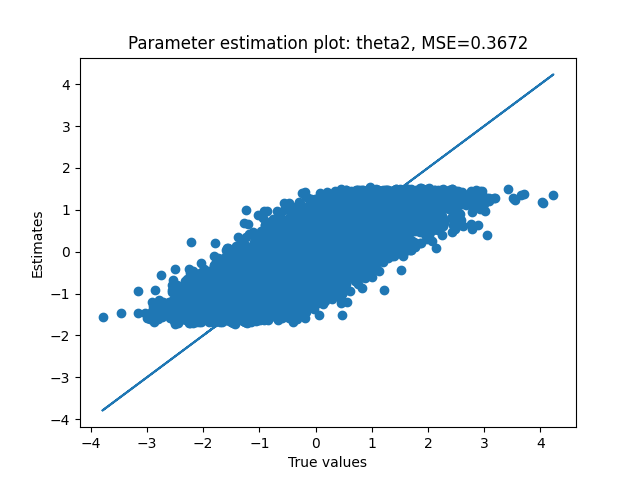 Parameter estimation plot: theta2, MSE=0.3672
4
3
2
1
0
−1
−2
−3
−4
Estimates
−4 −3 −2 −1 0 1 2 3 4
True values